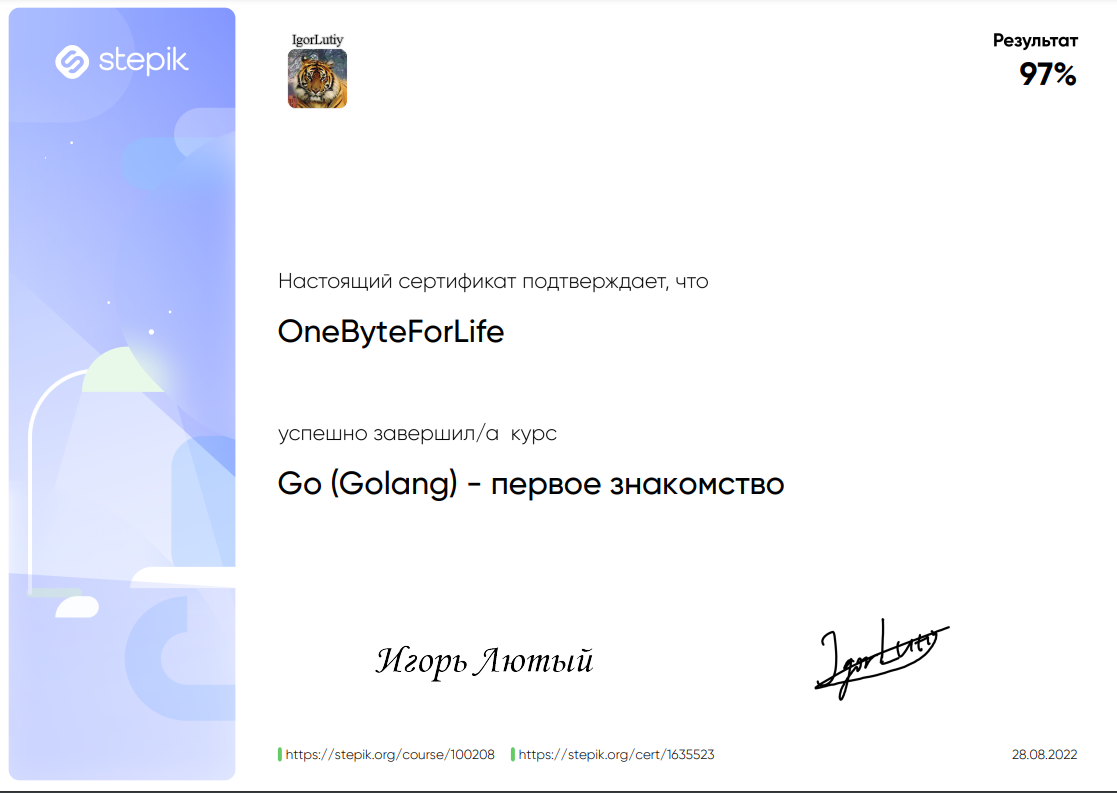 stepik
IgorLutiy
Результат
97%
Настоящий сертификат подтверждает, что
OneByteForLife
успешно завершил/а курс
Go (Golang) - первое знакомство
Игорь Лютый
IgorLutiy
https://stepik.org/course/100208 https://stepik.org/cert/1635523
28.08.2022